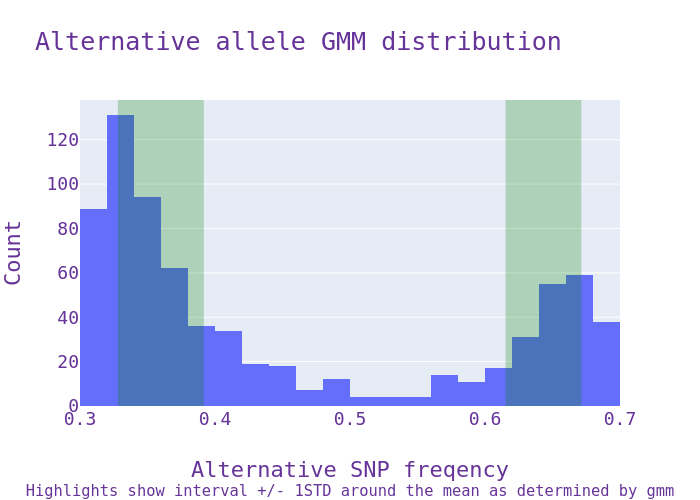 Alternative allele GMM distribution
120
100
80
60
40
20
0
Count
0.3 0.4 0.5 0.6 0.7
Alternative SNP freqency
Highlights show interval +/- 1STD around the mean as determined by gmm